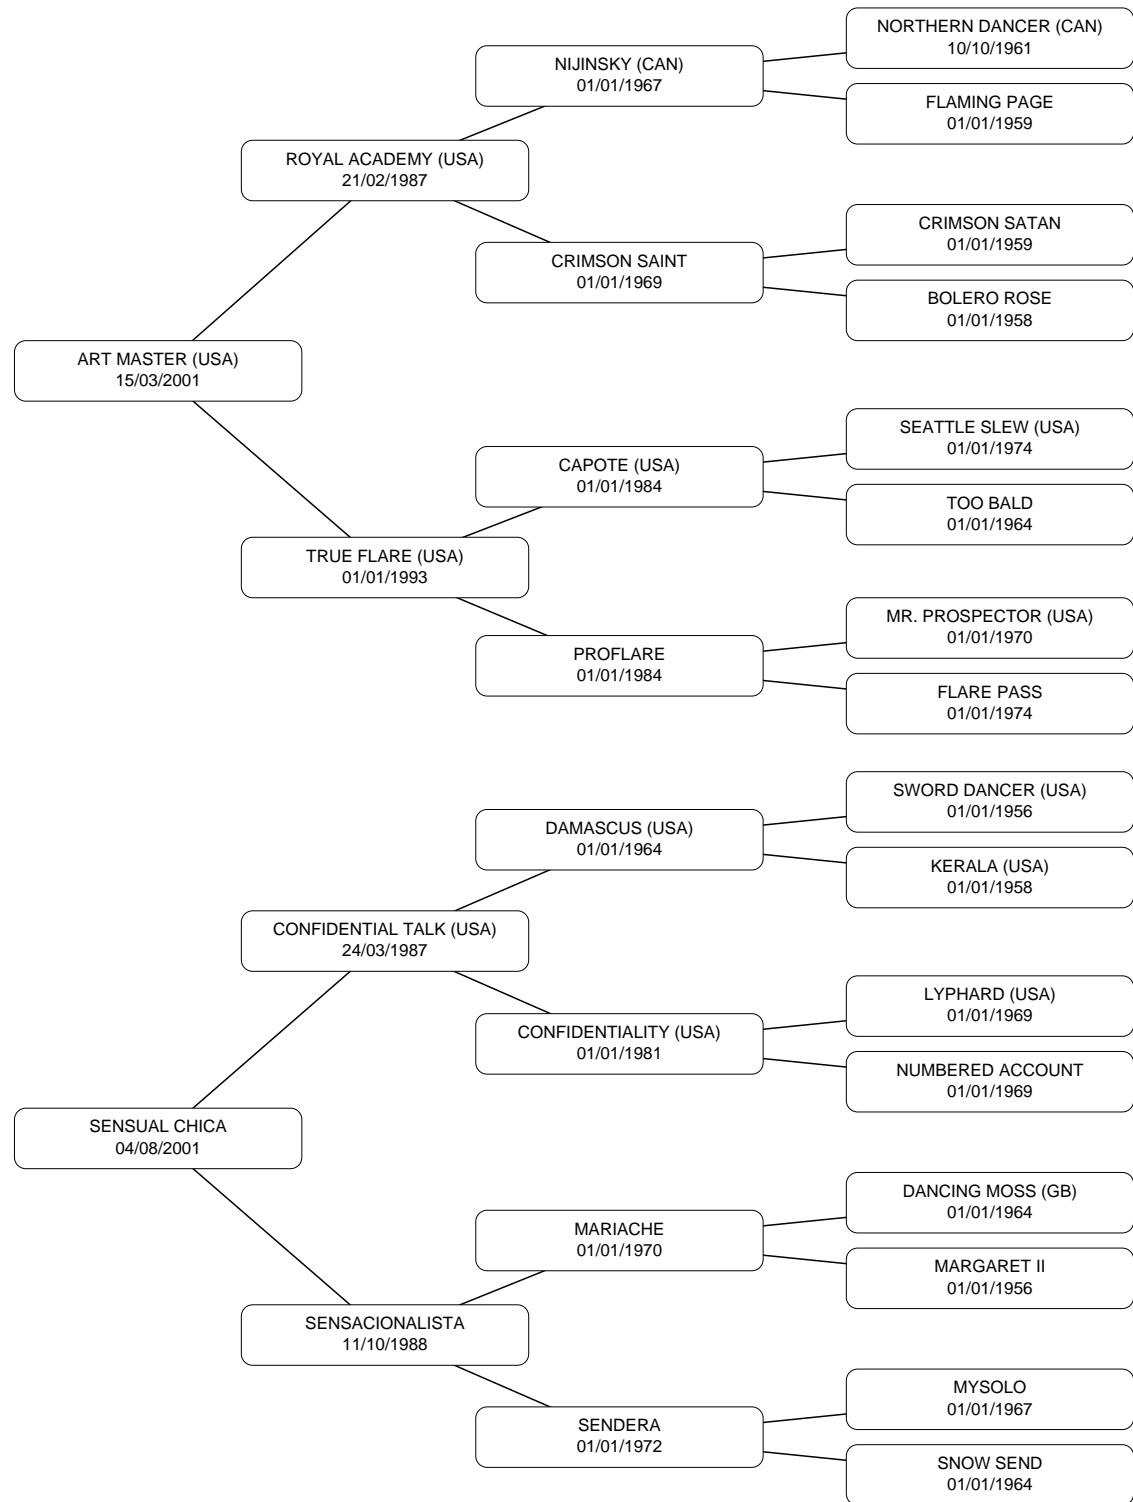 NORTHERN DANCER (CAN)
10/10/1961
NIJINSKY (CAN)
01/01/1967
FLAMING PAGE
01/01/1959
ROYAL ACADEMY (USA)
21/02/1987
CRIMSON SATAN
01/01/1959
CRIMSON SAINT
01/01/1969
BOLERO ROSE
01/01/1958
ART MASTER (USA)
15/03/2001
SEATTLE SLEW (USA)
01/01/1974
CAPOTE (USA)
01/01/1984
TOO BALD
01/01/1964
TRUE FLARE (USA)
01/01/1993
MR. PROSPECTOR (USA)
01/01/1970
PROFLARE
01/01/1984
FLARE PASS
01/01/1974
SWORD DANCER (USA)
01/01/1956
DAMASCUS (USA)
01/01/1964
KERALA (USA)
01/01/1958
CONFIDENTIAL TALK (USA)
24/03/1987
LYPHARD (USA)
01/01/1969
CONFIDENTIALITY (USA)
01/01/1981
NUMBERED ACCOUNT
01/01/1969
SENSUAL CHICA
04/08/2001
DANCING MOSS (GB)
01/01/1964
MARIACHE
01/01/1970
MARGARET II
01/01/1956
SENSACIONALISTA
11/10/1988
MYSOLO
01/01/1967
SENDERA
01/01/1972
SNOW SEND
01/01/1964